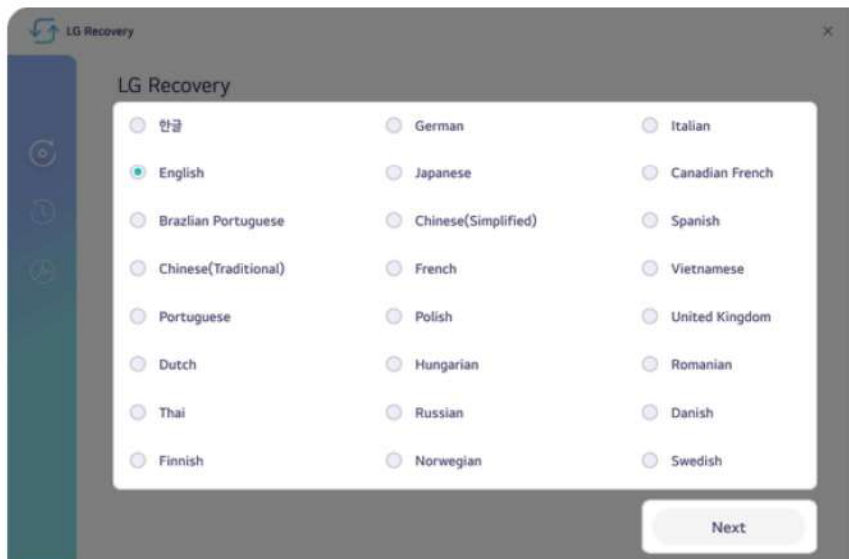 LG Recovery
LG Recovery
한글 German Italian
English Japanese Canadian French
Brazlian Portuguese Chinese(Simplified) Spanish
Chinese(Traditional) French Vietnamese
Portuguese Polish United Kingdom
Dutch Hungarian Romanian
Thai Russian Danish
Finnish Norwegian Swedish
Next